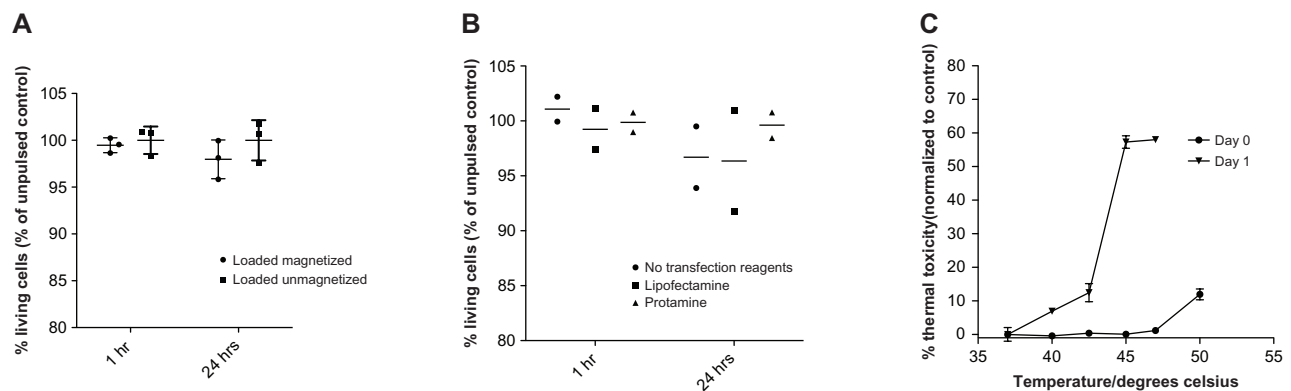 A
% living cells (% of unpulsed control)
105
100
95
90
85
80
Loaded magnetized
Loaded unmagnetized
1 hr
24 hrs
B
% living cells (% of unpulsed control)
105
100
95
90
85
80
No transfection reagents
Lipofectamine
Protamine
1 hr
24 hrs
C
% thermal toxicity(normalized to control)
80
70
60
50
40
30
20
10
0
Day 0
Day 1
35
40
45
50
55
Temperature/degrees celsius